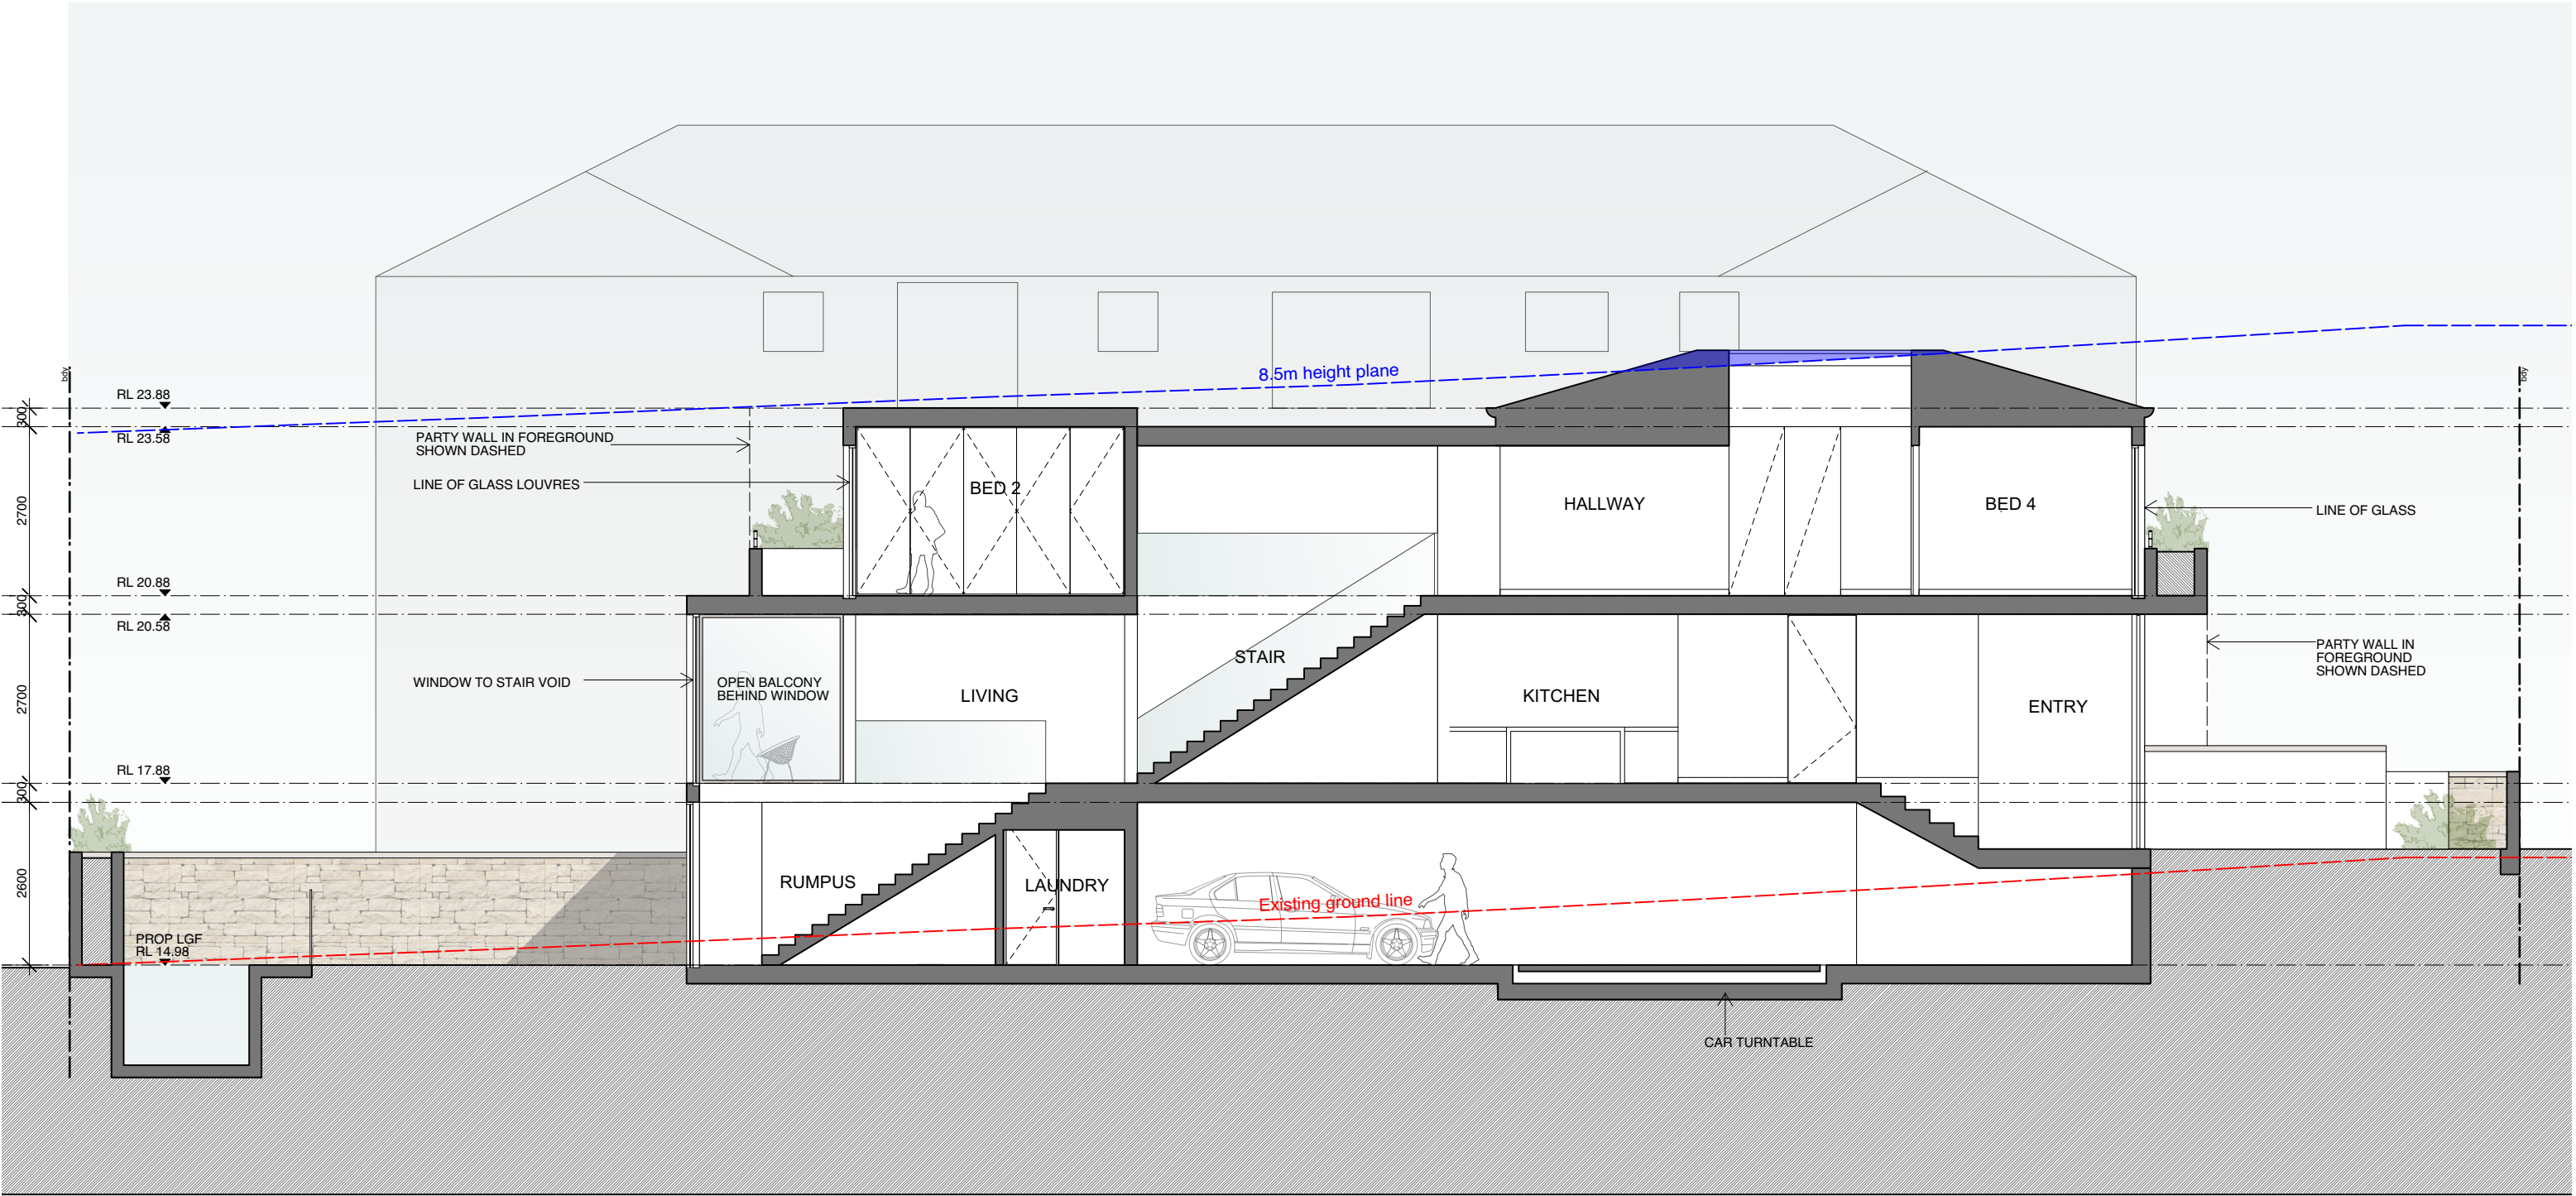 8.5m height plane
bdy
bdy
RL 23.88
300
RL 23.58
PARTY WALL IN FOREGROUND
SHOWN DASHED
LINE OF GLASS LOUVRES
BED 2
HALLWAY
BED 4
LINE OF GLASS
2700
RL 20.88
300
RL 20.58
STAIR
PARTY WALL IN
FOREGROUND
SHOWN DASHED
WINDOW TO STAIR VOID
OPEN BALCONY
BEHIND WINDOW
LIVING
KITCHEN
ENTRY
2700
RL 17.88
300
2600
RUMPUS
LAUNDRY
Existing ground line
PROP LGF
RL 14.98
CAR TURNTABLE